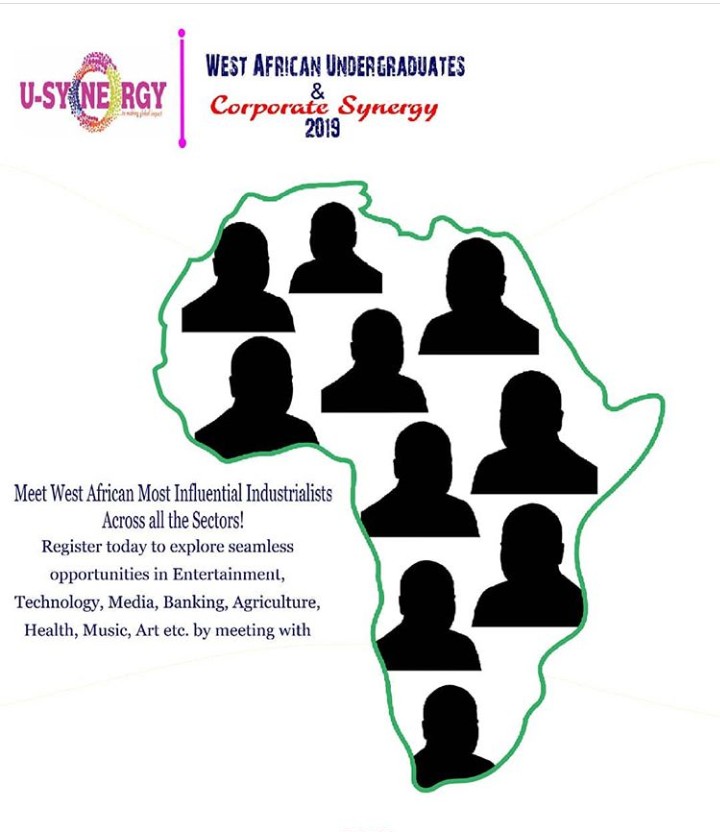 U-SYNERGY
... in making global impact
WEST AFRICAN UNDERGRADUATES
&
Corporate Synergy
2019
Meet West African Most Influential Industrialists
Across all the Sectors!
Register today to explore seamless
opportunities in Entertainment,
Technology, Media, Banking, Agriculture,
Health, Music, Art etc. by meeting with